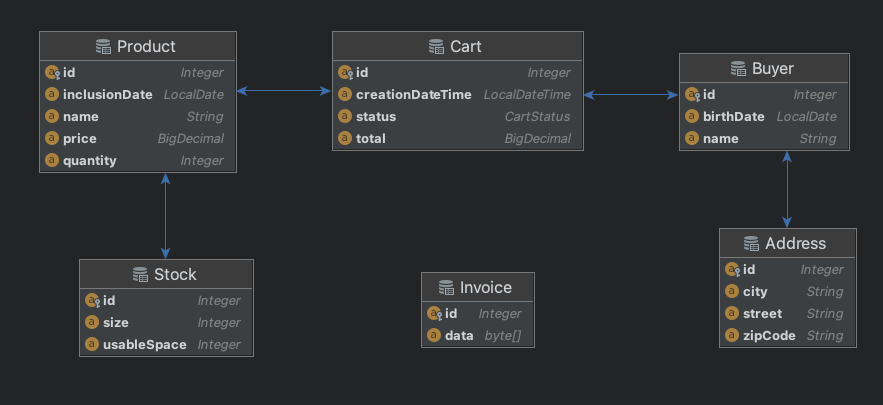 Product
id Integer
inclusionDate LocalDate
name String
price BigDecimal
quantity Integer
Cart
id Integer
creationDateTime LocalDateTime
status CartStatus
total BigDecimal
Buyer
id Integer
birthDate LocalDate
name String
Stock
id Integer
size Integer
usableSpace Integer
Invoice
id Integer
data byte[]
Address
id Integer
city String
street String
zipCode String